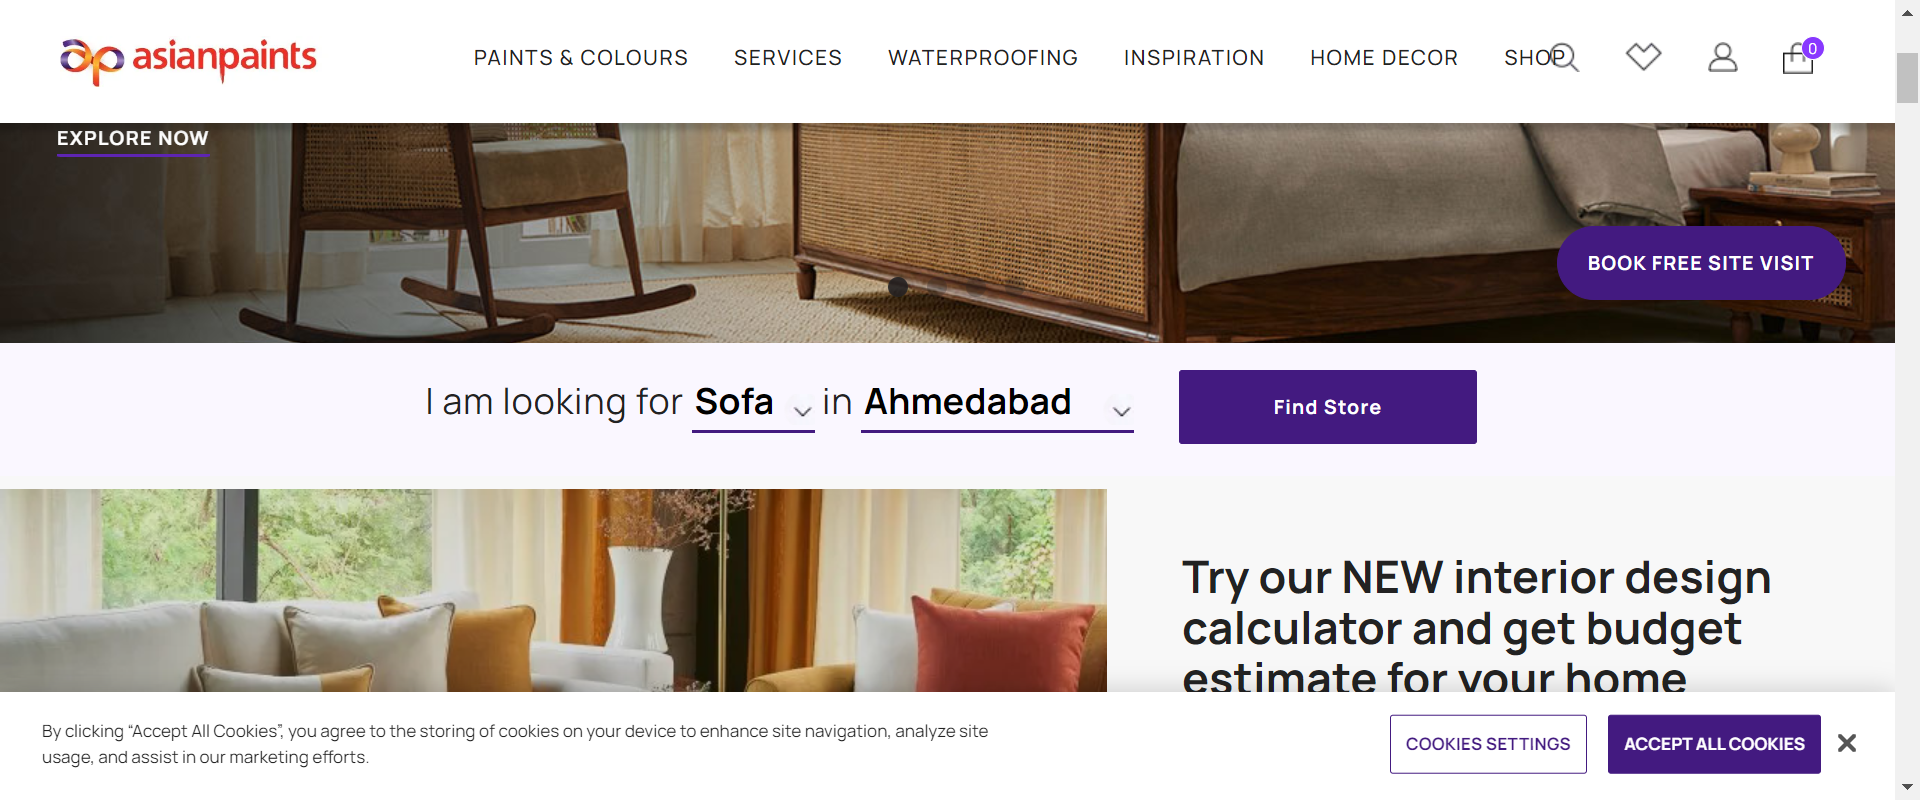 asianpaints
PAINTS & COLOURS SERVICES WATERPROOFING INSPIRATION HOME DECOR SHOP 0
EXPLORE NOW
BOOK FREE SITE VISIT
I am looking for Sofa in Ahmedabad Find Store
Try our NEW interior design
calculator and get budget
estimate for your home
By clicking “Accept All Cookies”, you agree to the storing of cookies on your device to enhance site navigation, analyze site
usage, and assist in our marketing efforts.
COOKIES SETTINGS ACCEPT ALL COOKIES